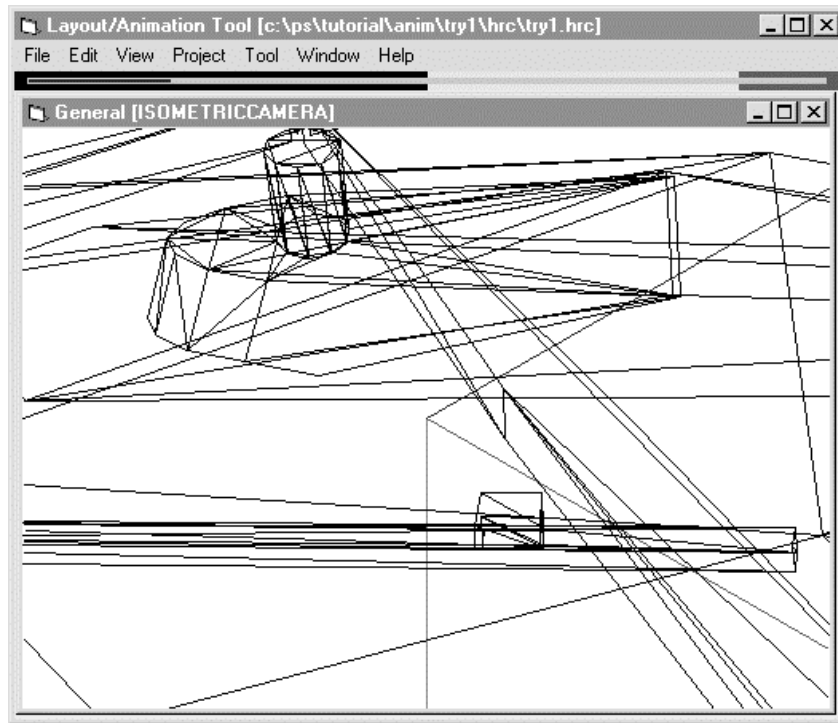 Layout/Animation Tool [c:\ps\tutorial\anim\try1\hrc\try1.hrc]
File Edit View Project Tool Window Help
General [ISOMETRICCAMERA]